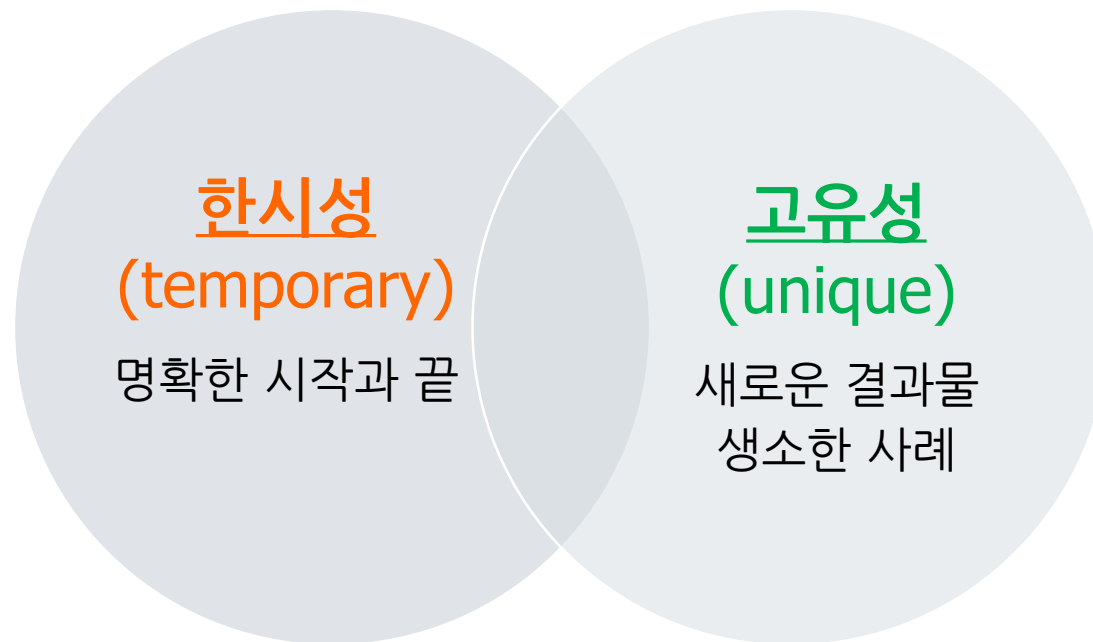 한시성
(temporary)
명확한 시작과 끝
고유성
(unique)
새로운 결과물
생소한 사례